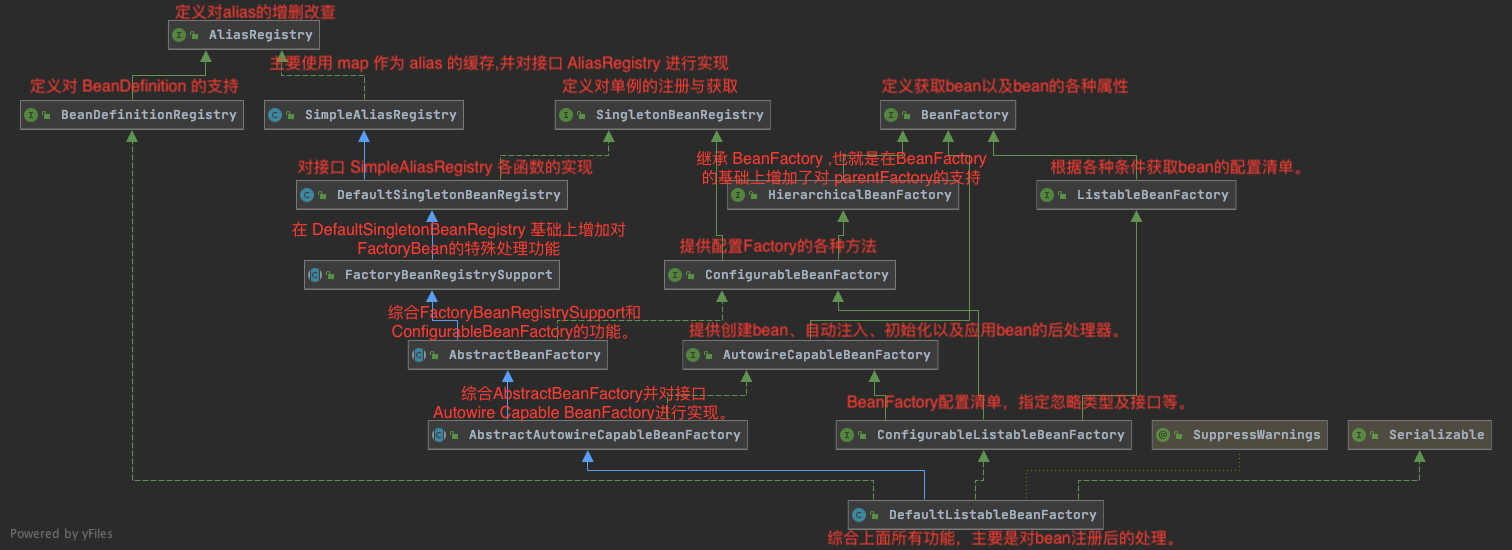 定义对alias的增删改查
AliasRegistry
主要使用 map 作为 alias 的缓存,并对接口 AliasRegistry 进行实现
定义对 BeanDefinition 的支持
定义对单例的注册与获取
定义获取bean以及bean的各种属性
BeanDefinitionRegistry
SimpleAliasRegistry
SingletonBeanRegistry
BeanFactory
对接口 SimpleAliasRegistry 各函数的实现
继承 BeanFactory ,也就是在BeanFactory
的基础上增加了对 parentFactory的支持
根据各种条件获取bean的配置清单。
DefaultSingletonBeanRegistry
HierarchicalBeanFactory
ListableBeanFactory
在 DefaultSingletonBeanRegistry 基础上增加对
FactoryBean的特殊处理功能
提供配置Factory的各种方法
FactoryBeanRegistrySupport
ConfigurableBeanFactory
综合FactoryBeanRegistrySupport和
ConfigurableBeanFactory的功能。
提供创建bean、自动注入、初始化以及应用bean的后处理器。
AbstractBeanFactory
AutowireCapableBeanFactory
综合AbstractBeanFactory并对接口
Autowire Capable BeanFactory进行实现。
BeanFactory配置清单，指定忽略类型及接口等。
AbstractAutowireCapableBeanFactory
ConfigurableListableBeanFactory
SuppressWarnings
Serializable
DefaultListableBeanFactory
综合上面所有功能，主要是对bean注册后的处理。
Powered by yFiles